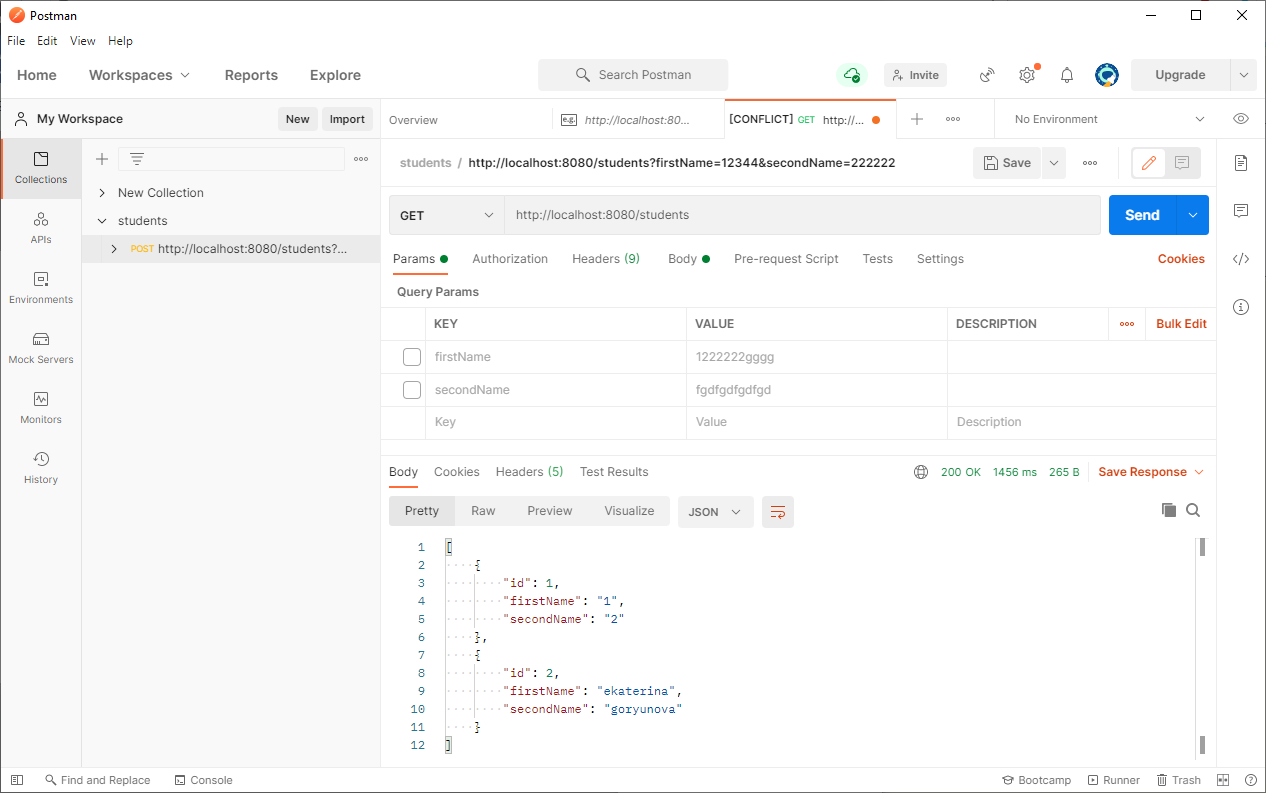 Postman
File Edit View Help
Home Workspaces Reports Explore Search Postman Invite Upgrade
My Workspace New Import Overview http://localhost:80... [CONFLICT] GET http://... No Environment
students / http://localhost:8080/students?firstName=12344&secondName=222222 Save
Collections
New Collection
students
POST http://localhost:8080/students?...
APIs
Environments
Mock Servers
Monitors
History
GET http://localhost:8080/students Send
Params Authorization Headers (9) Body Pre-request Script Tests Settings Cookies
Query Params
KEY VALUE DESCRIPTION Bulk Edit
firstName 1222222gggg
secondName fgdfgdfgdfgd
Key Value Description
Body Cookies Headers (5) Test Results 200 OK 1456 ms 265 B Save Response
Pretty Raw Preview Visualize JSON
1 [
2 {
3 "id": 1,
4 "firstName": "1",
5 "secondName": "2"
6 },
7 {
8 "id": 2,
9 "firstName": "ekaterina",
10 "secondName": "goryunova"
11 }
12 ]
Find and Replace Console Bootcamp Runner Trash